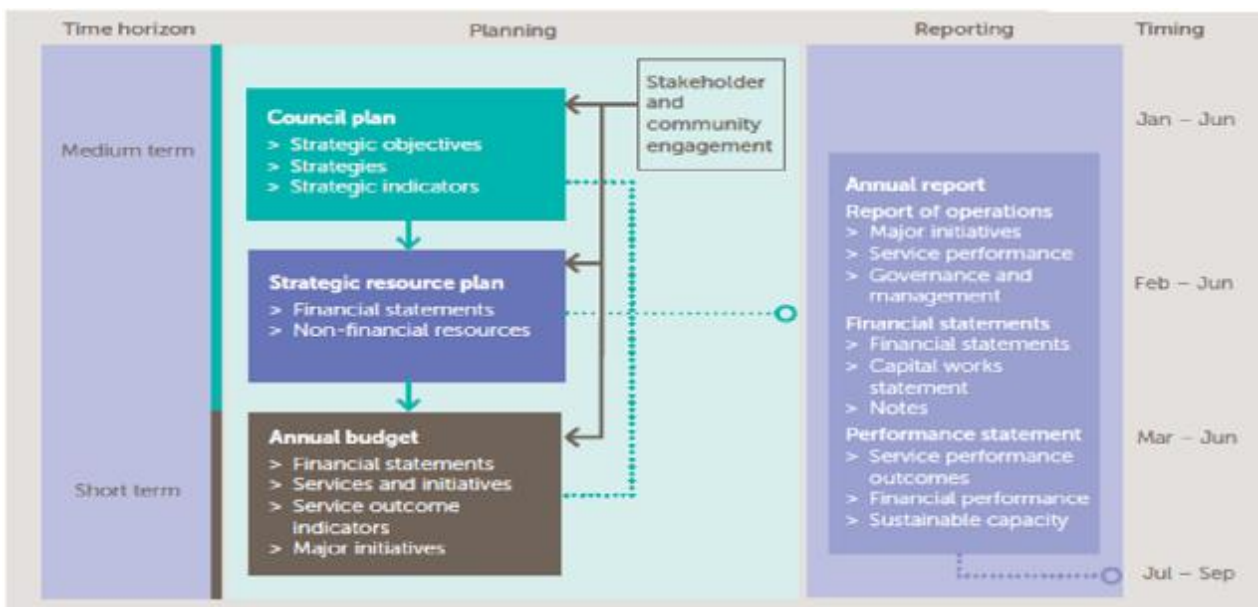 Time horizon
Planning
Reporting
Timing
Medium term
Short term
Council plan
> Strategic objectives
> Strategies
> Strategic indicators
Stakeholder
and
community
engagement
Strategic resource plan
> Financial statements
> Non-financial resources
Annual budget
> Financial statements
> Services and initiatives
> Service outcome
indicators
> Major initiatives
Annual report
Report of operations
> Major initiatives
> Service performance
> Governance and
management
Financial statements
> Financial statements
> Capital works
statement
> Notes
Performance statement
> Service performance
outcomes
> Financial performance
> Sustainable capacity
Jan – Jun
Feb – Jun
Mar – Jun
Jul – Sep